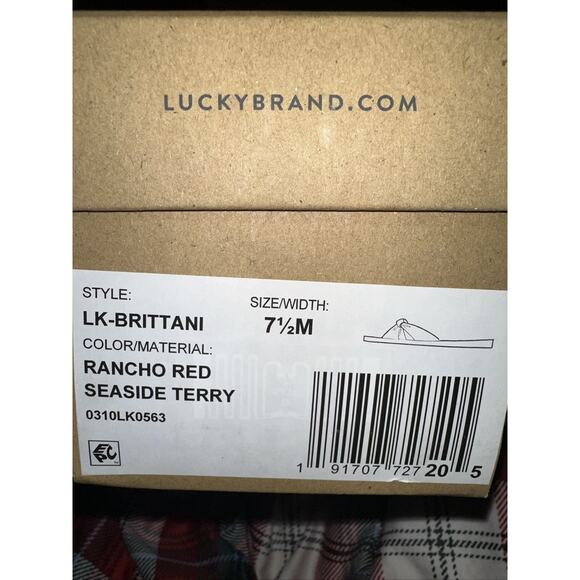 LUCKYBRAND.COM
STYLE:
LK-BRITTANI
SIZE/WIDTH:
7½M
COLOR/MATERIAL:
RANCHO RED
SEASIDE TERRY
0310LK0563
EPC
1 91707 72720 5